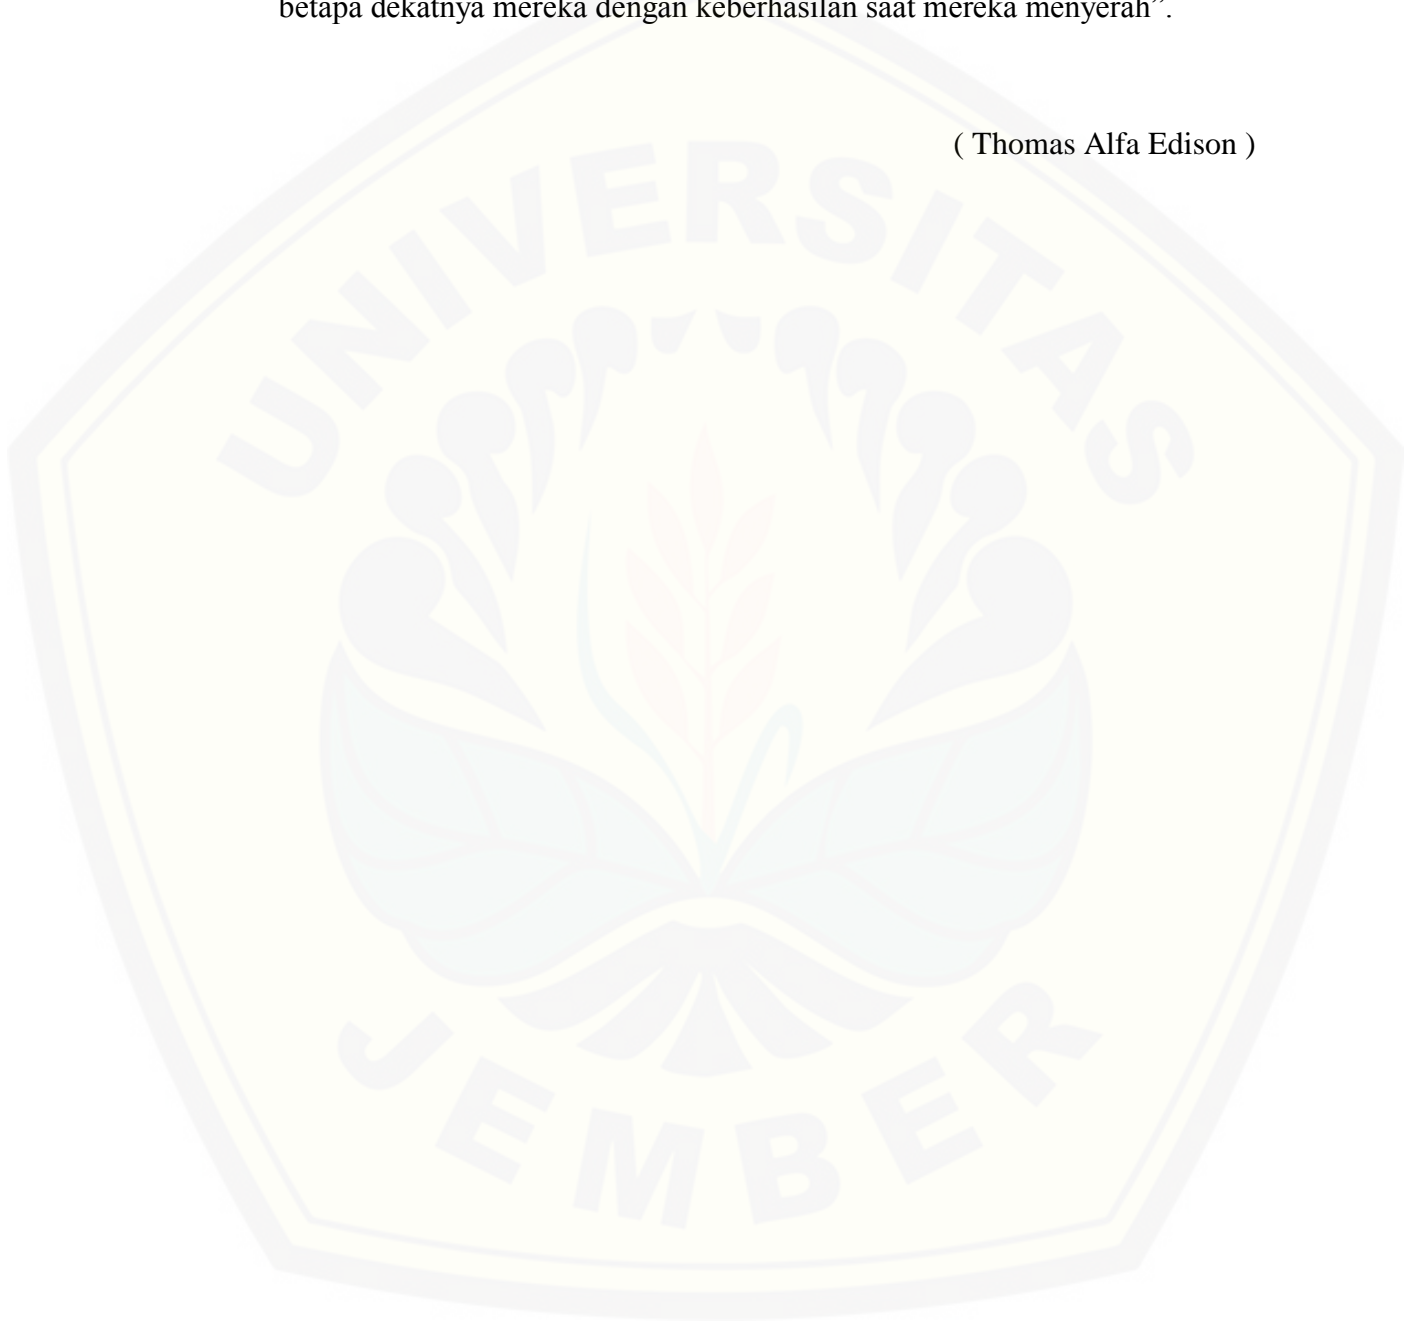 betapa dekatnya mereka dengan keberhasilan saat mereka menyerah”.
( Thomas Alfa Edison )
UNIVERSITAS
JEMBER